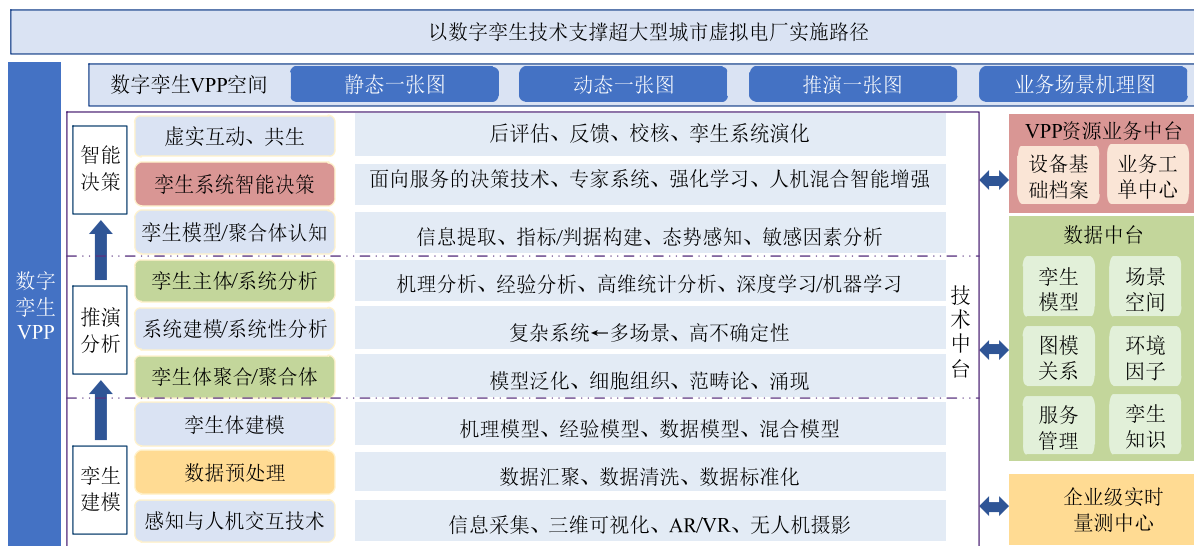 以数字孪生技术支撑超大型城市虚拟电厂实施路径
数字孪生VPP空间
静态一张图
动态一张图
推演一张图
业务场景机理图
数字
孪生
VPP
智能
决策
虚实互动、共生
后评估、反馈、校核、孪生系统演化
孪生系统智能决策
面向服务的决策技术、专家系统、强化学习、人机混合智能增强
孪生模型/聚合体认知
信息提取、指标/判据构建、态势感知、敏感因素分析
推演
分析
孪生主体/系统分析
机理分析、经验分析、高维统计分析、深度学习/机器学习
系统建模/系统性分析
复杂系统←多场景、高不确定性
孪生体聚合/聚合体
模型泛化、细胞组织、范畴论、涌现
孪生
建模
孪生体建模
机理模型、经验模型、数据模型、混合模型
数据预处理
数据汇聚、数据清洗、数据标准化
感知与人机交互技术
信息采集、三维可视化、AR/VR、无人机摄影
技
术
中
台
VPP资源业务中台
设备基
础档案
业务工
单中心
数据中台
孪生
模型
场景
空间
图模
关系
环境
因子
服务
管理
孪生
知识
企业级实时
量测中心